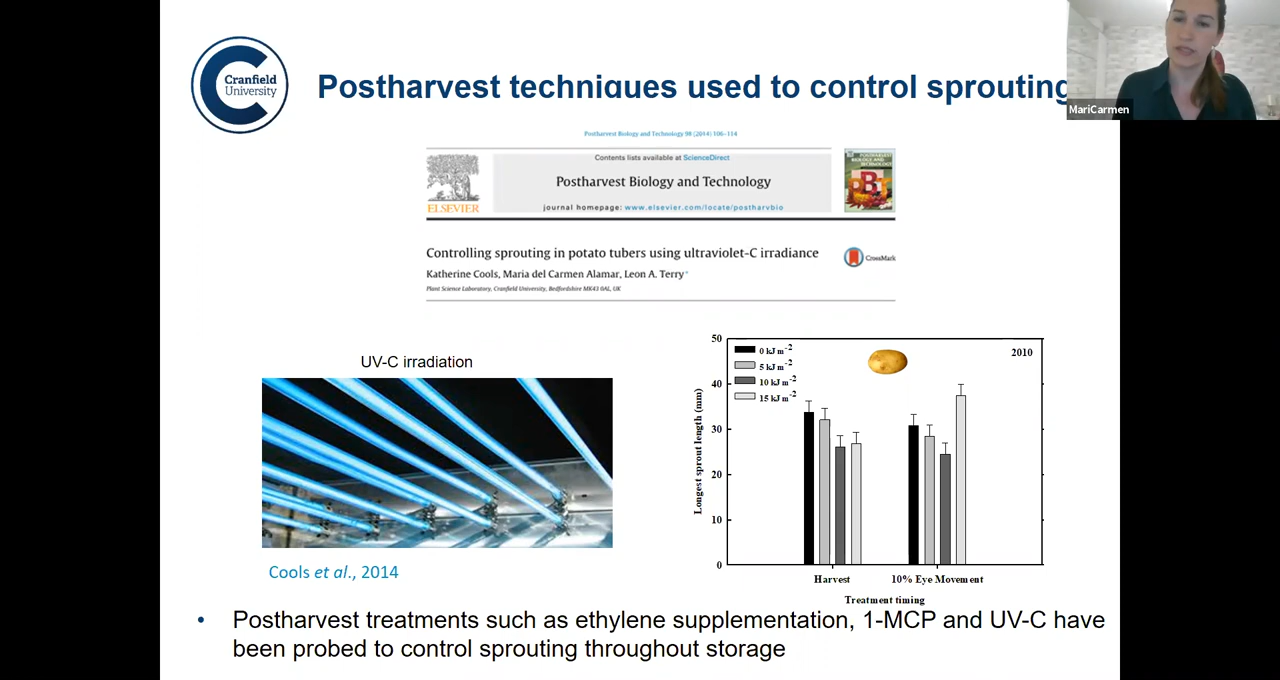 Cranfield
University
Postharvest techniques used to control sprouting
MariCarmen
Postharvest Biology and Technology 98 (2014) 106–114
Contents lists available at ScienceDirect
Postharvest Biology and Technology
journal homepage: www.elsevier.com/locate/postharvbio
ELSEVIER
Controlling sprouting in potato tubers using ultraviolet-C irradiance
CrossMark
Katherine Cools, Maria del Carmen Alamar, Leon A. Terry*
Plant Science Laboratory, Cranfield University, Bedfordshire MK43 0AL, UK
UV-C irradiation
Cools et al., 2014
50
40
30
20
10
0
Longest sprout length (mm)
0 kJ m-2
5 kJ m-2
10 kJ m-2
15 kJ m-2
2010
Harvest
10% Eye Movement
Treatment timing
• Postharvest treatments such as ethylene supplementation, 1-MCP and UV-C have
been probed to control sprouting throughout storage